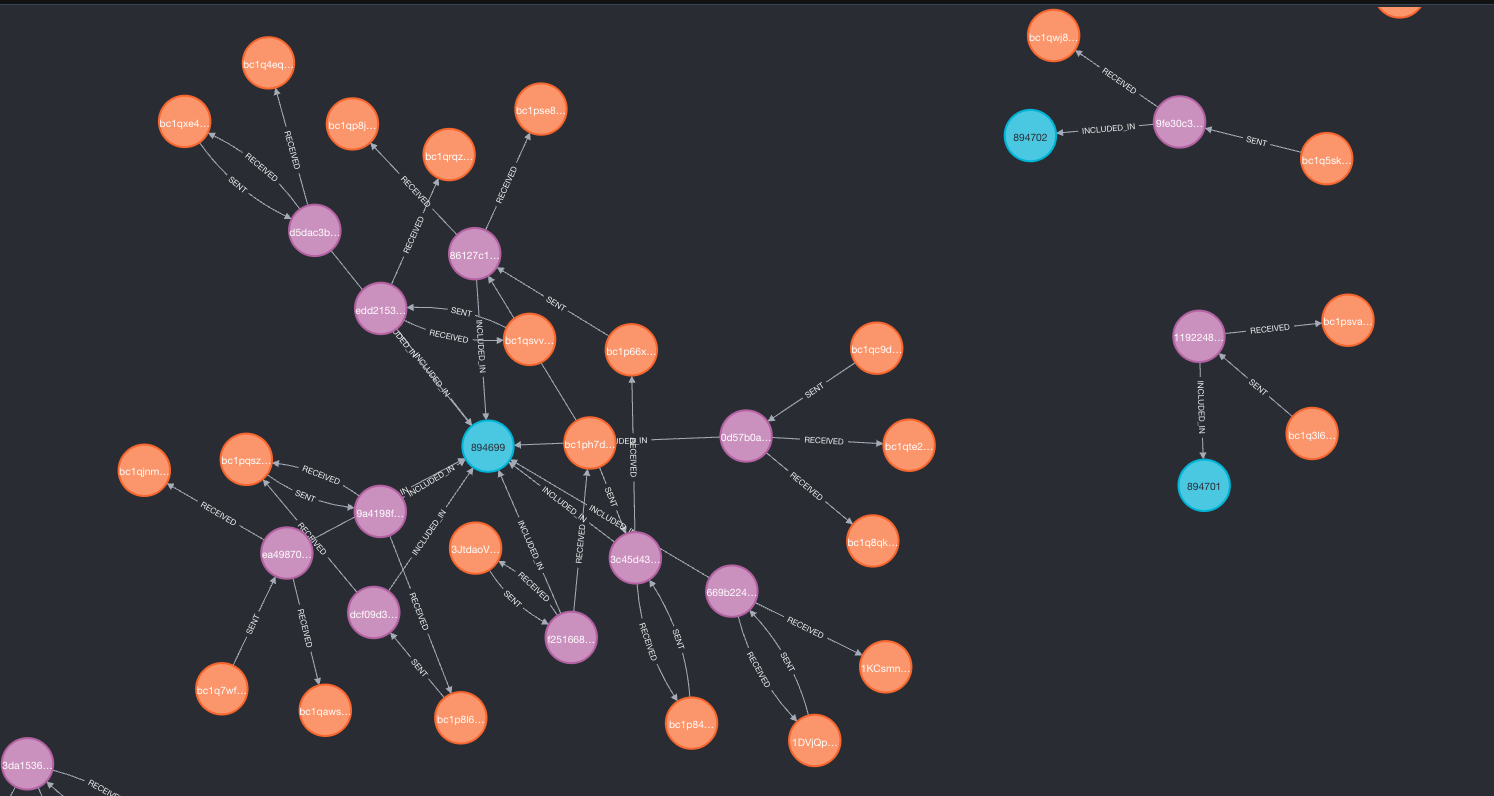 bc1qwj8...
bc1q4eq...
RECEIVED
bc1pse8...
bc1qxe4...
bc1qp8j...
9fe30c3...
INCLUDED_IN
894702
SENT
RECEIVED
bc1qrqz...
bc1q5sk...
RECEIVED
SENT
RECEIVED
RECEIVED
d5dac3b...
RECEIVED
86127c1...
SENT
edd2153...
SENT
bc1psva...
RECEIVED
1192248...
RECEIVED
bc1qsvv...
INCLUDED_IN
bc1p66x...
bc1qc9d...
INCLUDED_IN
SENT
SENT
INCLUDED_IN
bc1q3l6...
0d57b0a...
RECEIVED
bc1qte2...
894699
bc1ph7d...
RECEIVED
bc1qjnm...
bc1pqsz...
RECEIVED
INCLUDED_IN
SENT
SENT
RECEIVED
894701
9a4198f...
RECEIVED
INCLUDED_IN
INCLUDED_IN
INCLUDED_IN
INCLUDED_IN
RECEIVED
RECEIVED
bc1q8qk...
ea49870...
3JtdaoV...
3c45d43...
RECEIVED
SENT
669b224...
dcf09d3...
RECEIVED
SENT
RECEIVED
f251668...
RECEIVED
SENT
RECEIVED
RECEIVED
SENT
SENT
1KCsmn...
bc1q7wf...
bc1qaws...
bc1p8l6...
bc1p84...
1DVjQp...
3da1536...
RECEIVED